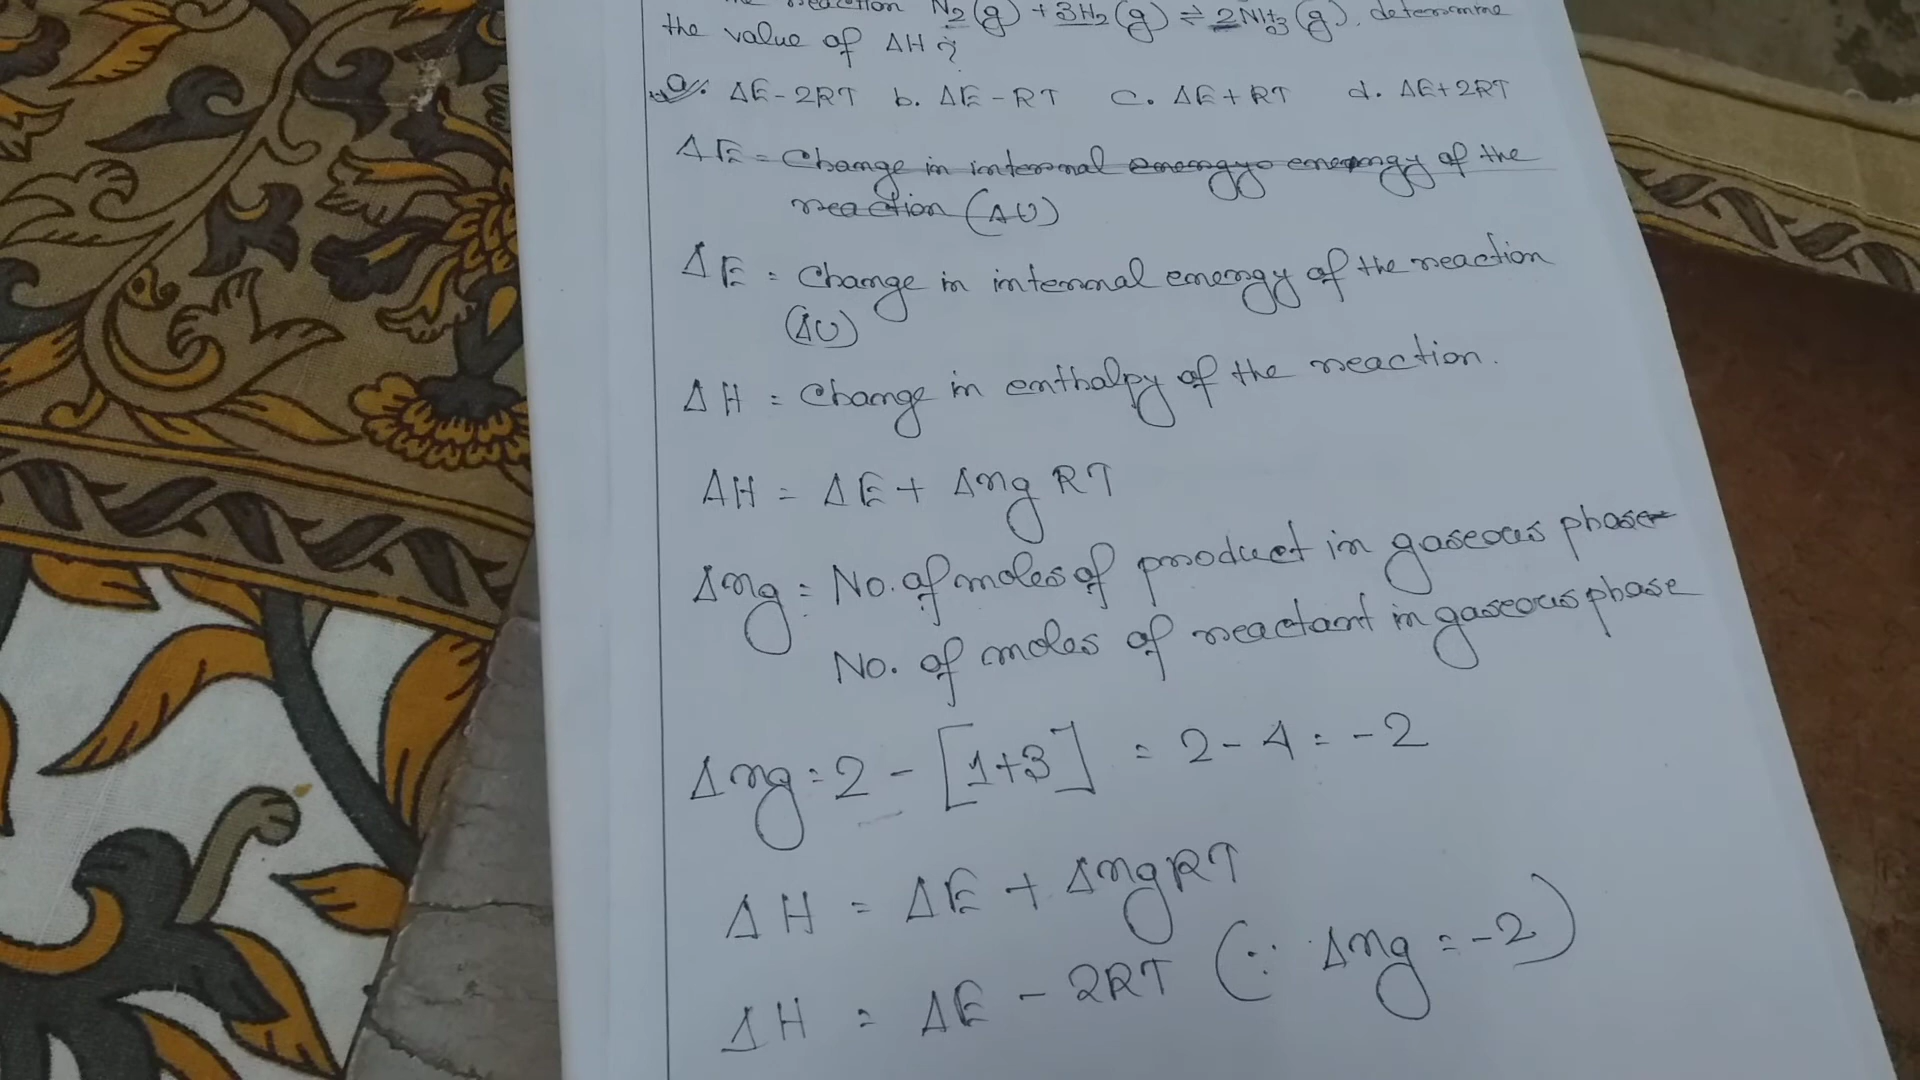 reaction N2(g) + 3H2(g) ⇌ 2NH3(g), determine
the value of ΔH?
a. ΔE - 2RT b. ΔE - RT c. ΔE + RT d. ΔE + 2RT
ΔE = Change in internal energy of the
reaction (ΔU)
ΔE = Change in internal energy of the reaction
(ΔU)
ΔH = Change in enthalpy of the reaction.
ΔH = ΔE + Δng RT
Δng = No. of moles of product in gaseous phase -
No. of moles of reactant in gaseous phase
Δng = 2 - [1+3] = 2 - 4 = -2
ΔH = ΔE + ΔngRT
ΔH = ΔE - 2RT (∵ Δng = -2)